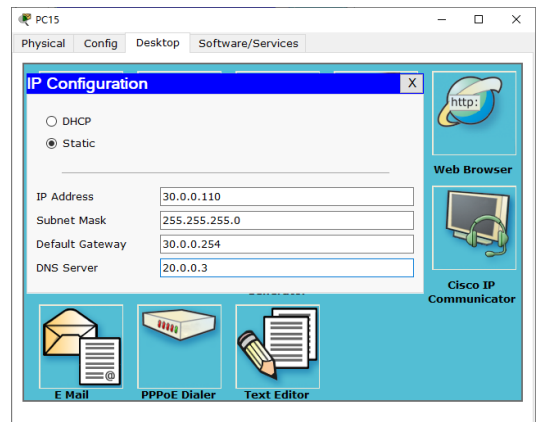 PC15
Physical Config Desktop Software/Services
IP Configuration X
DHCP
Static
IP Address 30.0.0.110
Subnet Mask 255.255.255.0
Default Gateway 30.0.0.254
DNS Server 20.0.0.3
http:
Web Browser
Cisco IP
Communicator
E Mail PPPoE Dialer Text Editor